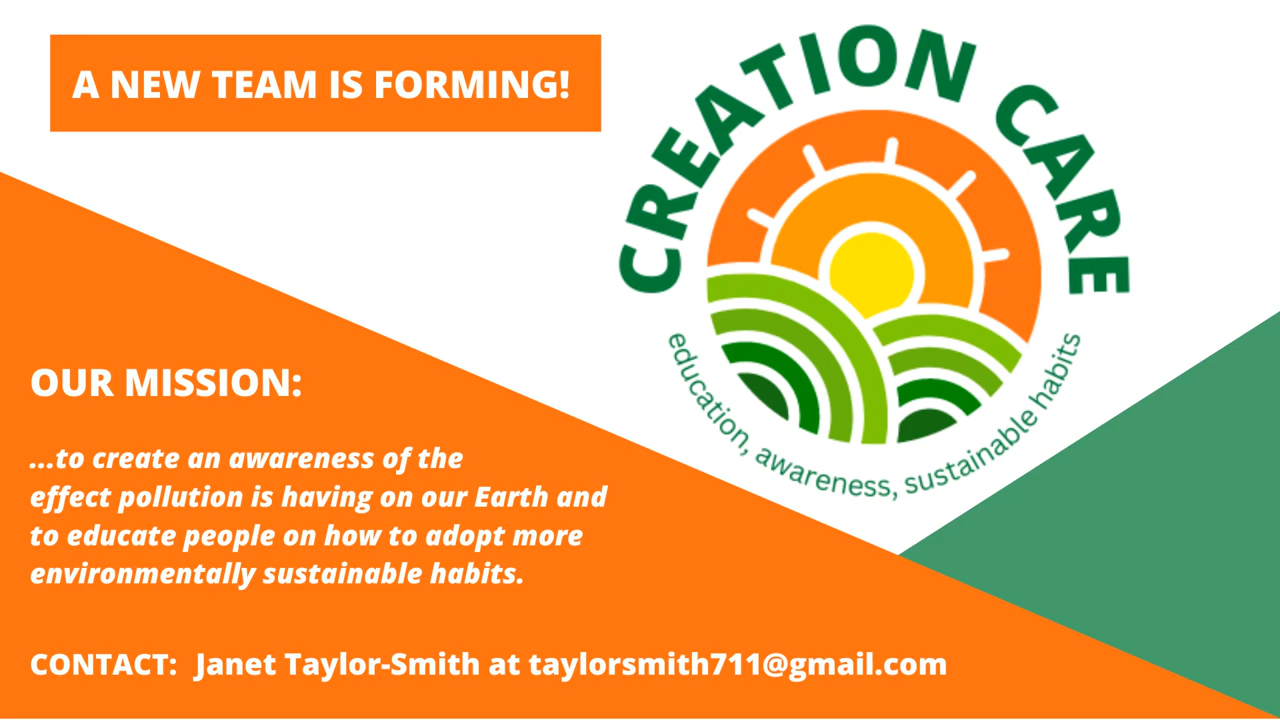 A NEW TEAM IS FORMING!
CREATION CARE
education, awareness, sustainable habits
OUR MISSION:
...to create an awareness of the
effect pollution is having on our Earth and
to educate people on how to adopt more
environmentally sustainable habits.
CONTACT: Janet Taylor-Smith at taylorsmith711@gmail.com